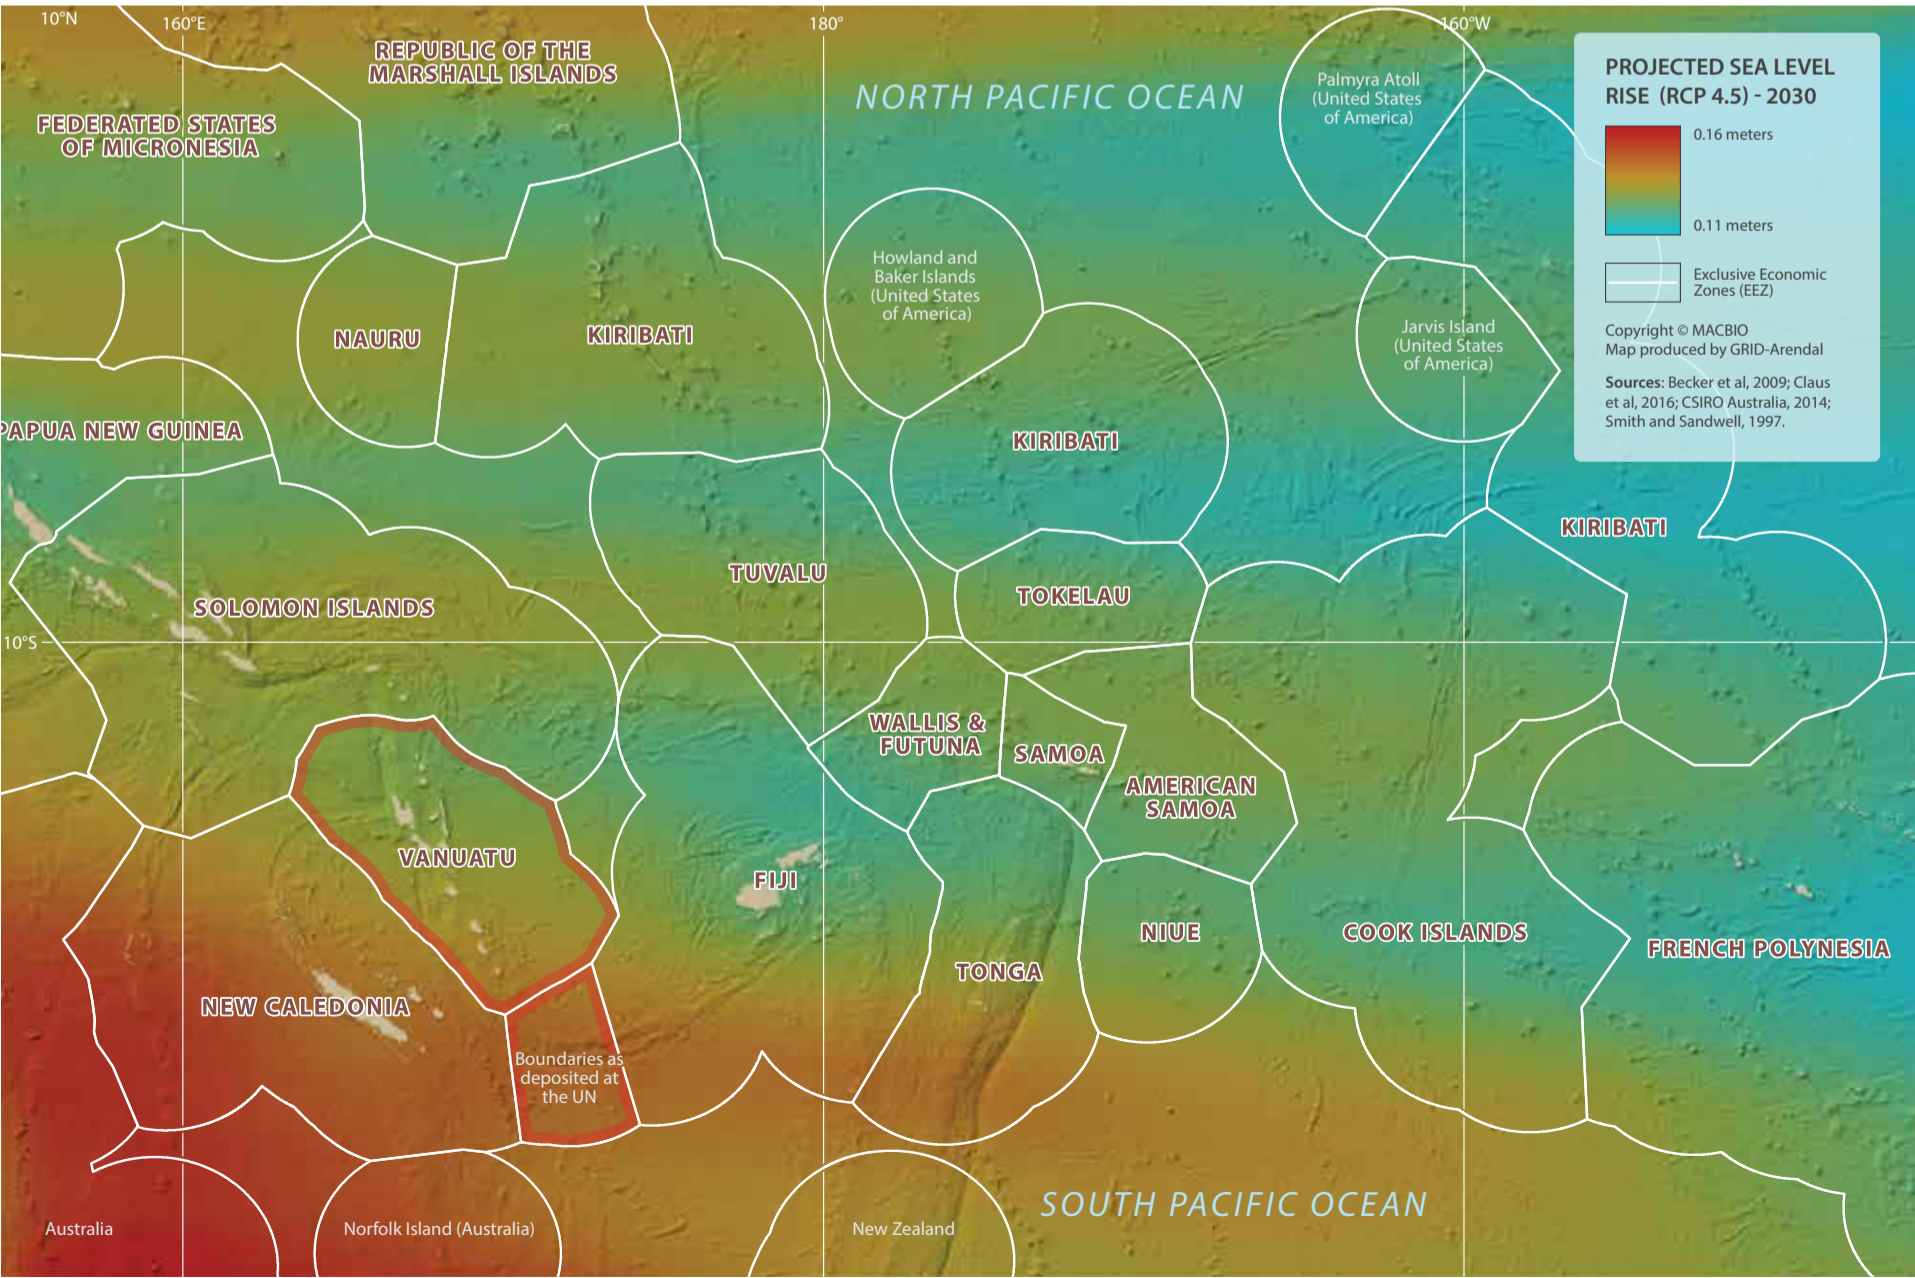 10°N
160°E
180°
160°W
REPUBLIC OF THE
MARSHALL ISLANDS
NORTH PACIFIC OCEAN
Palmyra Atoll
(United States
of America)
FEDERATED STATES
OF MICRONESIA
PROJECTED SEA LEVEL
RISE (RCP 4.5) - 2030
0.16 meters
0.11 meters
Exclusive Economic
Zones (EEZ)
Copyright © MACBIO
Map produced by GRID-Arendal
Sources: Becker et al, 2009; Claus
et al, 2016; CSIRO Australia, 2014;
Smith and Sandwell, 1997.
Howland and
Baker Islands
(United States
of America)
NAURU
KIRIBATI
Jarvis Island
(United States
of America)
PAPUA NEW GUINEA
KIRIBATI
KIRIBATI
TUVALU
TOKELAU
SOLOMON ISLANDS
10°S
WALLIS &
FUTUNA
SAMOA
AMERICAN
SAMOA
VANUATU
FIJI
NIUE
COOK ISLANDS
FRENCH POLYNESIA
TONGA
NEW CALEDONIA
Boundaries as
deposited at
the UN
SOUTH PACIFIC OCEAN
Australia
Norfolk Island (Australia)
New Zealand